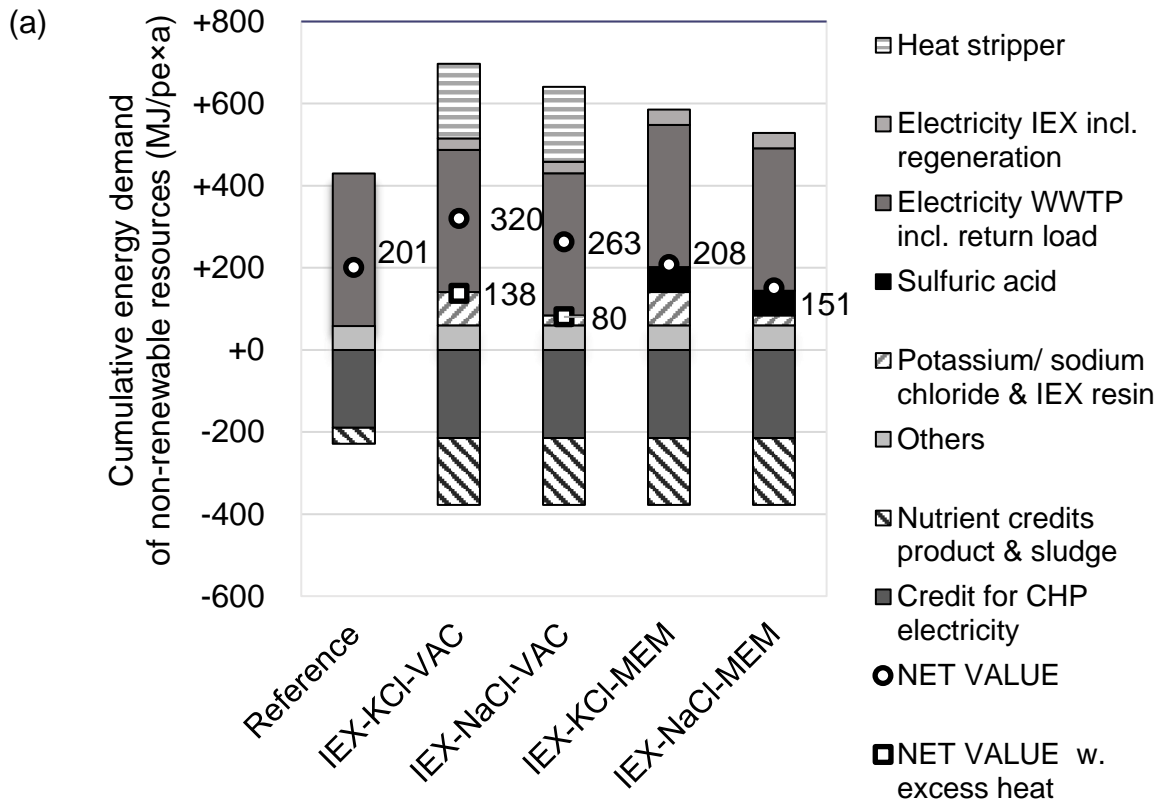 (a)
Cumulative energy demand
of non-renewable resources (MJ/pe×a)
+800
+600
+400
+200
+0
-200
-400
-600
201
320
138
263
80
208
151
Reference
IEX-KCl-VAC
IEX-NaCl-VAC
IEX-KCl-MEM
IEX-NaCl-MEM
Heat stripper
Electricity IEX incl.
regeneration
Electricity WWTP
incl. return load
Sulfuric acid
Potassium/ sodium
chloride & IEX resin
Others
Nutrient credits
product & sludge
Credit for CHP
electricity
NET VALUE
NET VALUE w.
excess heat